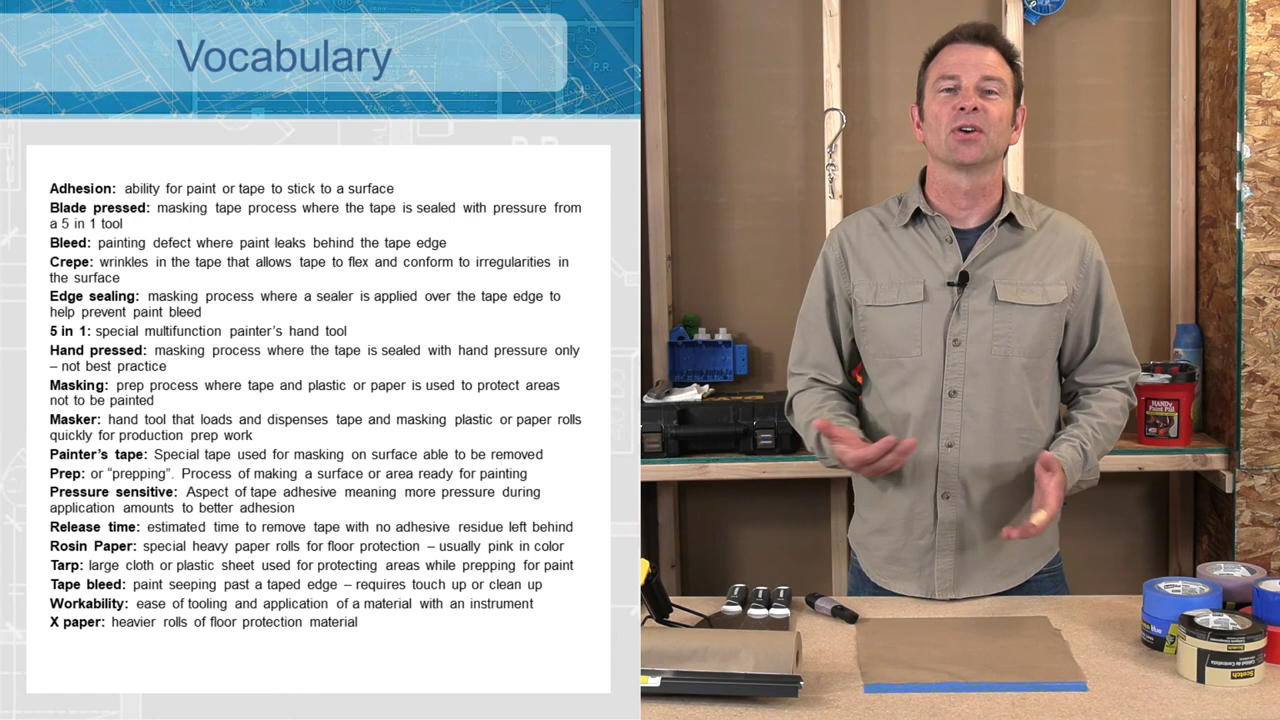 Vocabulary
Adhesion: ability for paint or tape to stick to a surface
Blade pressed: masking tape process where the tape is sealed with pressure from
a 5 in 1 tool
Bleed: painting defect where paint leaks behind the tape edge
Crepe: wrinkles in the tape that allows tape to flex and conform to irregularities in
the surface
Edge sealing: masking process where a sealer is applied over the tape edge to
help prevent paint bleed
5 in 1: special multifunction painter’s hand tool
Hand pressed: masking process where the tape is sealed with hand pressure only
– not best practice
Masking: prep process where tape and plastic or paper is used to protect areas
not to be painted
Masker: hand tool that loads and dispenses tape and masking plastic or paper rolls
quickly for production prep work
Painter’s tape: Special tape used for masking on surface able to be removed
Prep: or “prepping”. Process of making a surface or area ready for painting
Pressure sensitive: Aspect of tape adhesive meaning more pressure during
application amounts to better adhesion
Release time: estimated time to remove tape with no adhesive residue left behind
Rosin Paper: special heavy paper rolls for floor protection – usually pink in color
Tarp: large cloth or plastic sheet used for protecting areas while prepping for paint
Tape bleed: paint seeping past a taped edge – requires touch up or clean up
Workability: ease of tooling and application of a material with an instrument
X paper: heavier rolls of floor protection material
P.R.
HANDy
Paint Pail
Scotch